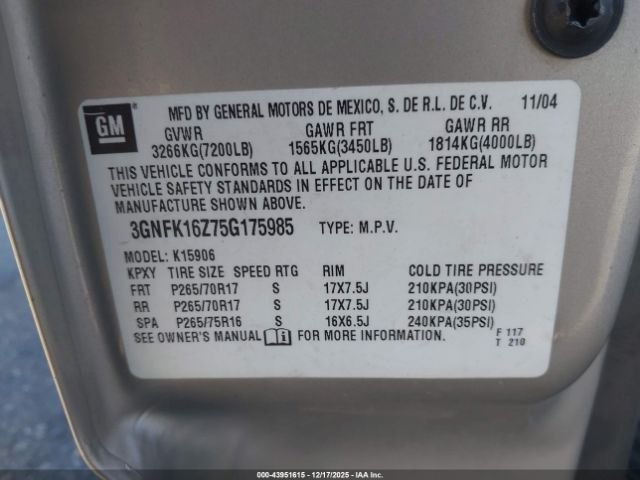 GM
MFD BY GENERAL MOTORS DE MEXICO, S. DE R.L. DE C.V. 11/04
GVWR GAWR FRT GAWR RR
3266KG(7200LB) 1565KG(3450LB) 1814KG(4000LB)
THIS VEHICLE CONFORMS TO ALL APPLICABLE U.S. FEDERAL MOTOR
VEHICLE SAFETY STANDARDS IN EFFECT ON THE DATE OF
MANUFACTURE SHOWN ABOVE.
3GNFK16Z75G175985 TYPE: M.P.V.
MODEL: K15906
KPXY TIRE SIZE SPEED RTG RIM COLD TIRE PRESSURE
FRT P265/70R17 S 17X7.5J 210KPA(30PSI)
RR P265/70R17 S 17X7.5J 210KPA(30PSI)
SPA P265/75R16 S 16X6.5J 240KPA(35PSI)
SEE OWNER'S MANUAL FOR MORE INFORMATION.
F 117
T 210
000-43951615 - 12/17/2025 - IAA Inc.